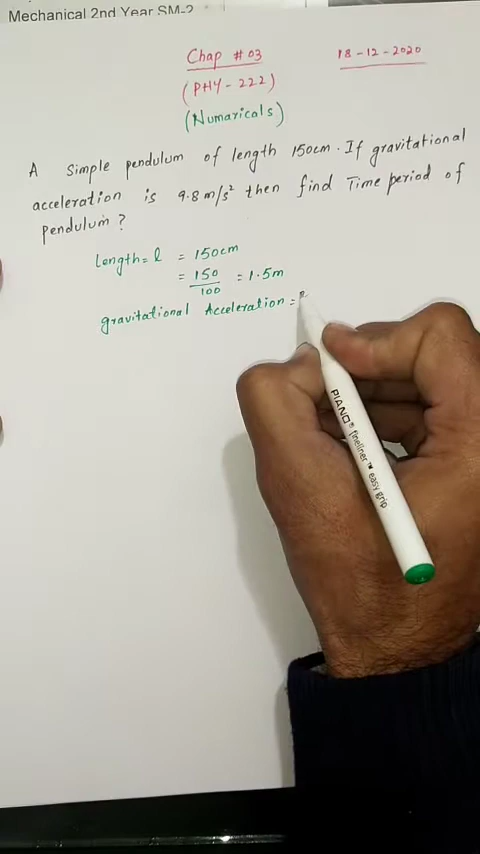 Mechanical 2nd Year SM-2
Chap # 03
18-12-2020
(PHY-222)
(Numaricals)
A Simple pendulum of length 150cm. If gravitational
acceleration is 9.8 m/s² then find Time period of
pendulum?
Length = l = 150cm
= 150/100 = 1.5m
gravitational Acceleration =
PIANO® fineliner™ easy grip